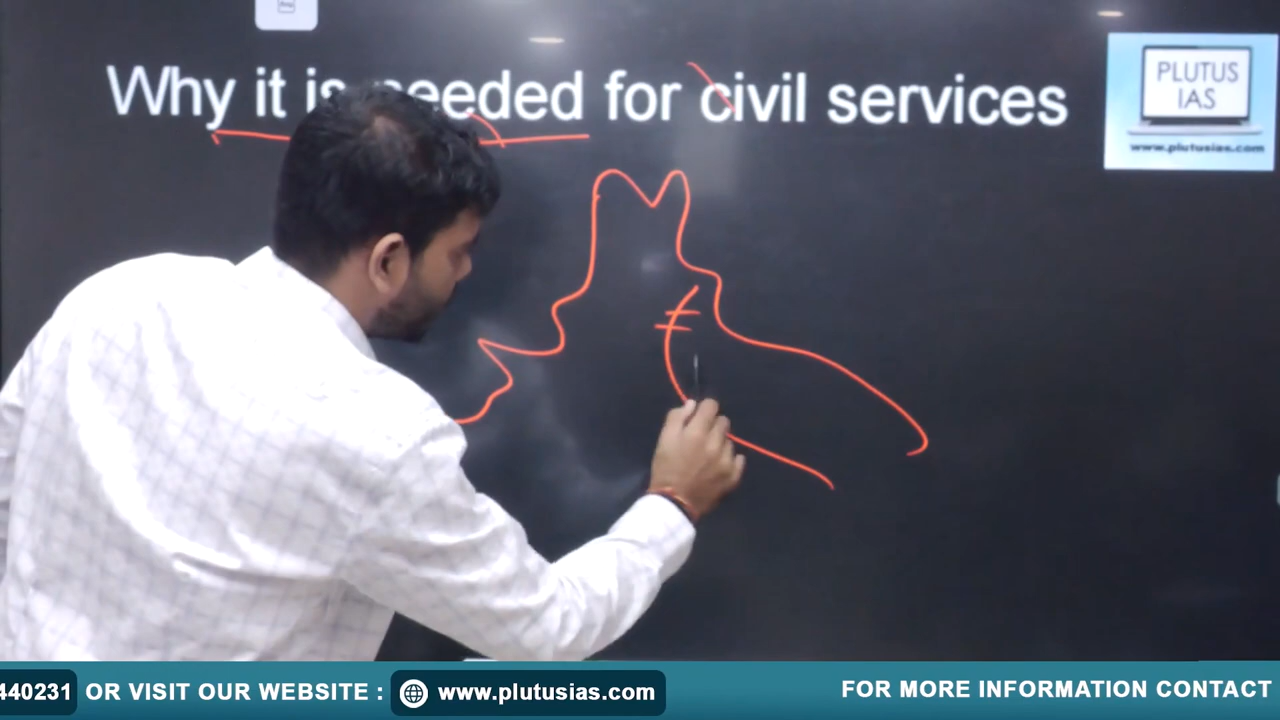 Why it is needed for civil services
PLUTUS
IAS
www.plutusias.com
440231 OR VISIT OUR WEBSITE : www.plutusias.com FOR MORE INFORMATION CONTACT